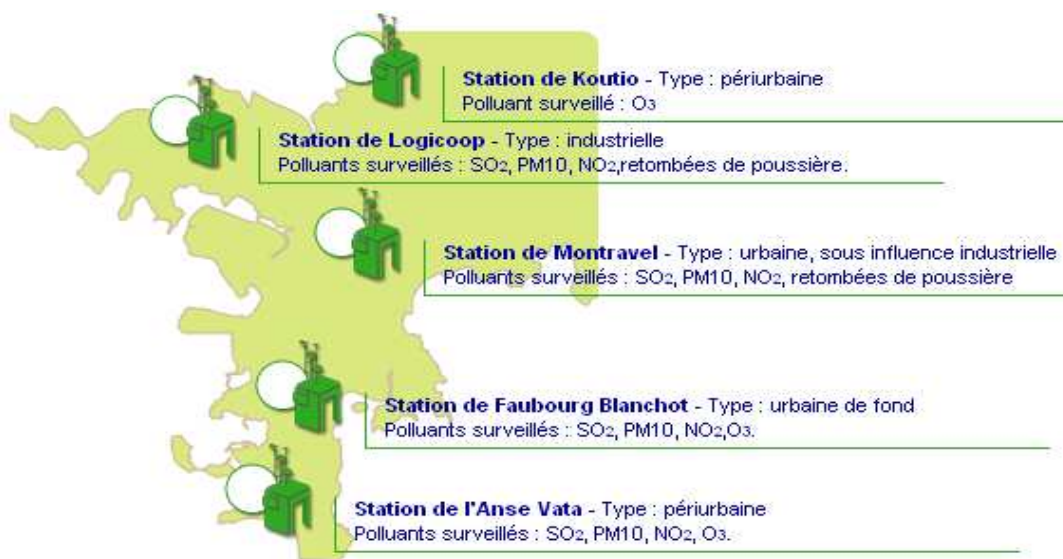 Station de Koutio - Type : périurbaine
Polluant surveillé : O3
Station de Logicoop - Type : industrielle
Polluants surveillés : SO2, PM10, NO2,retombées de poussière.
Station de Montravel - Type : urbaine, sous influence industrielle
Polluants surveillés : SO2, PM10, NO2, retombées de poussière
Station de Faubourg Blanchot - Type : urbaine de fond
Polluants surveillés : SO2, PM10, NO2,O3.
Station de l'Anse Vata - Type : périurbaine
Polluants surveillés : SO2, PM10, NO2, O3.